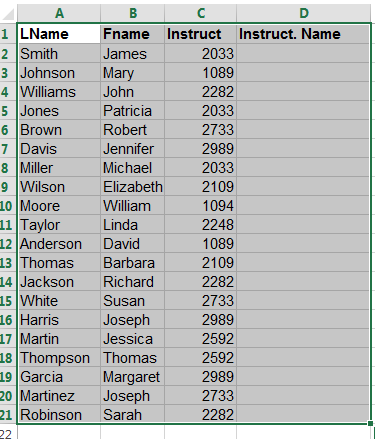 A B C D
1 LName Fname Instruct Instruct. Name
2 Smith James 2033
3 Johnson Mary 1089
4 Williams John 2282
5 Jones Patricia 2033
6 Brown Robert 2733
7 Davis Jennifer 2989
8 Miller Michael 2033
9 Wilson Elizabeth 2109
10 Moore William 1094
11 Taylor Linda 2248
12 Anderson David 1089
13 Thomas Barbara 2109
14 Jackson Richard 2282
15 White Susan 2733
16 Harris Joseph 2989
17 Martin Jessica 2592
18 Thompson Thomas 2592
19 Garcia Margaret 2989
20 Martinez Joseph 2733
21 Robinson Sarah 2282
22